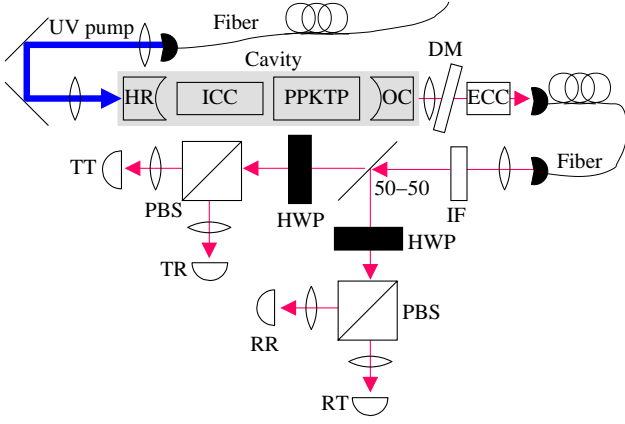 UV pump
Fiber
Cavity
DM
HR
ICC
PPKTP
OC
ECC
TT
PBS
HWP
50–50
IF
Fiber
TR
HWP
PBS
RR
RT